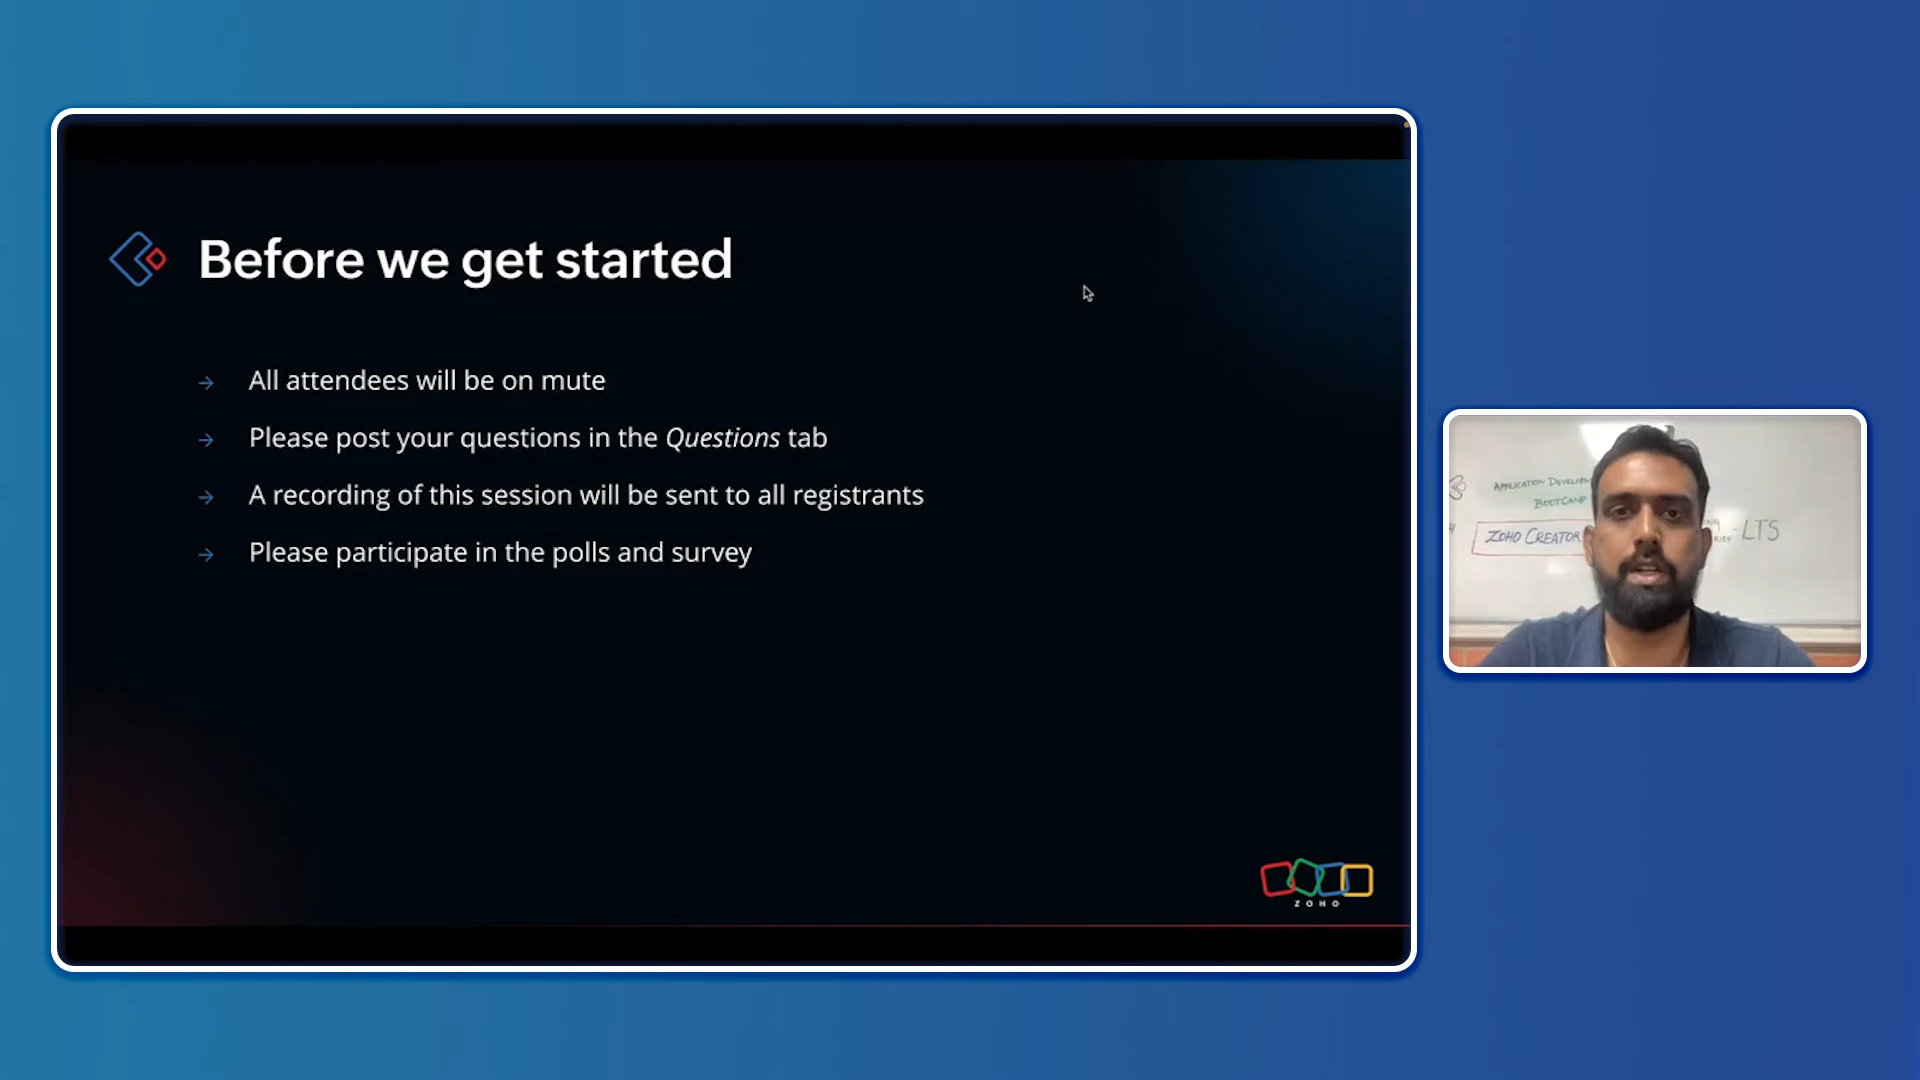 Before we get started
All attendees will be on mute
Please post your questions in the Questions tab
A recording of this session will be sent to all registrants
Please participate in the polls and survey
ZOHO
APPLICATION
BOOTCAMP
ZOHO CREATOR
-LTS